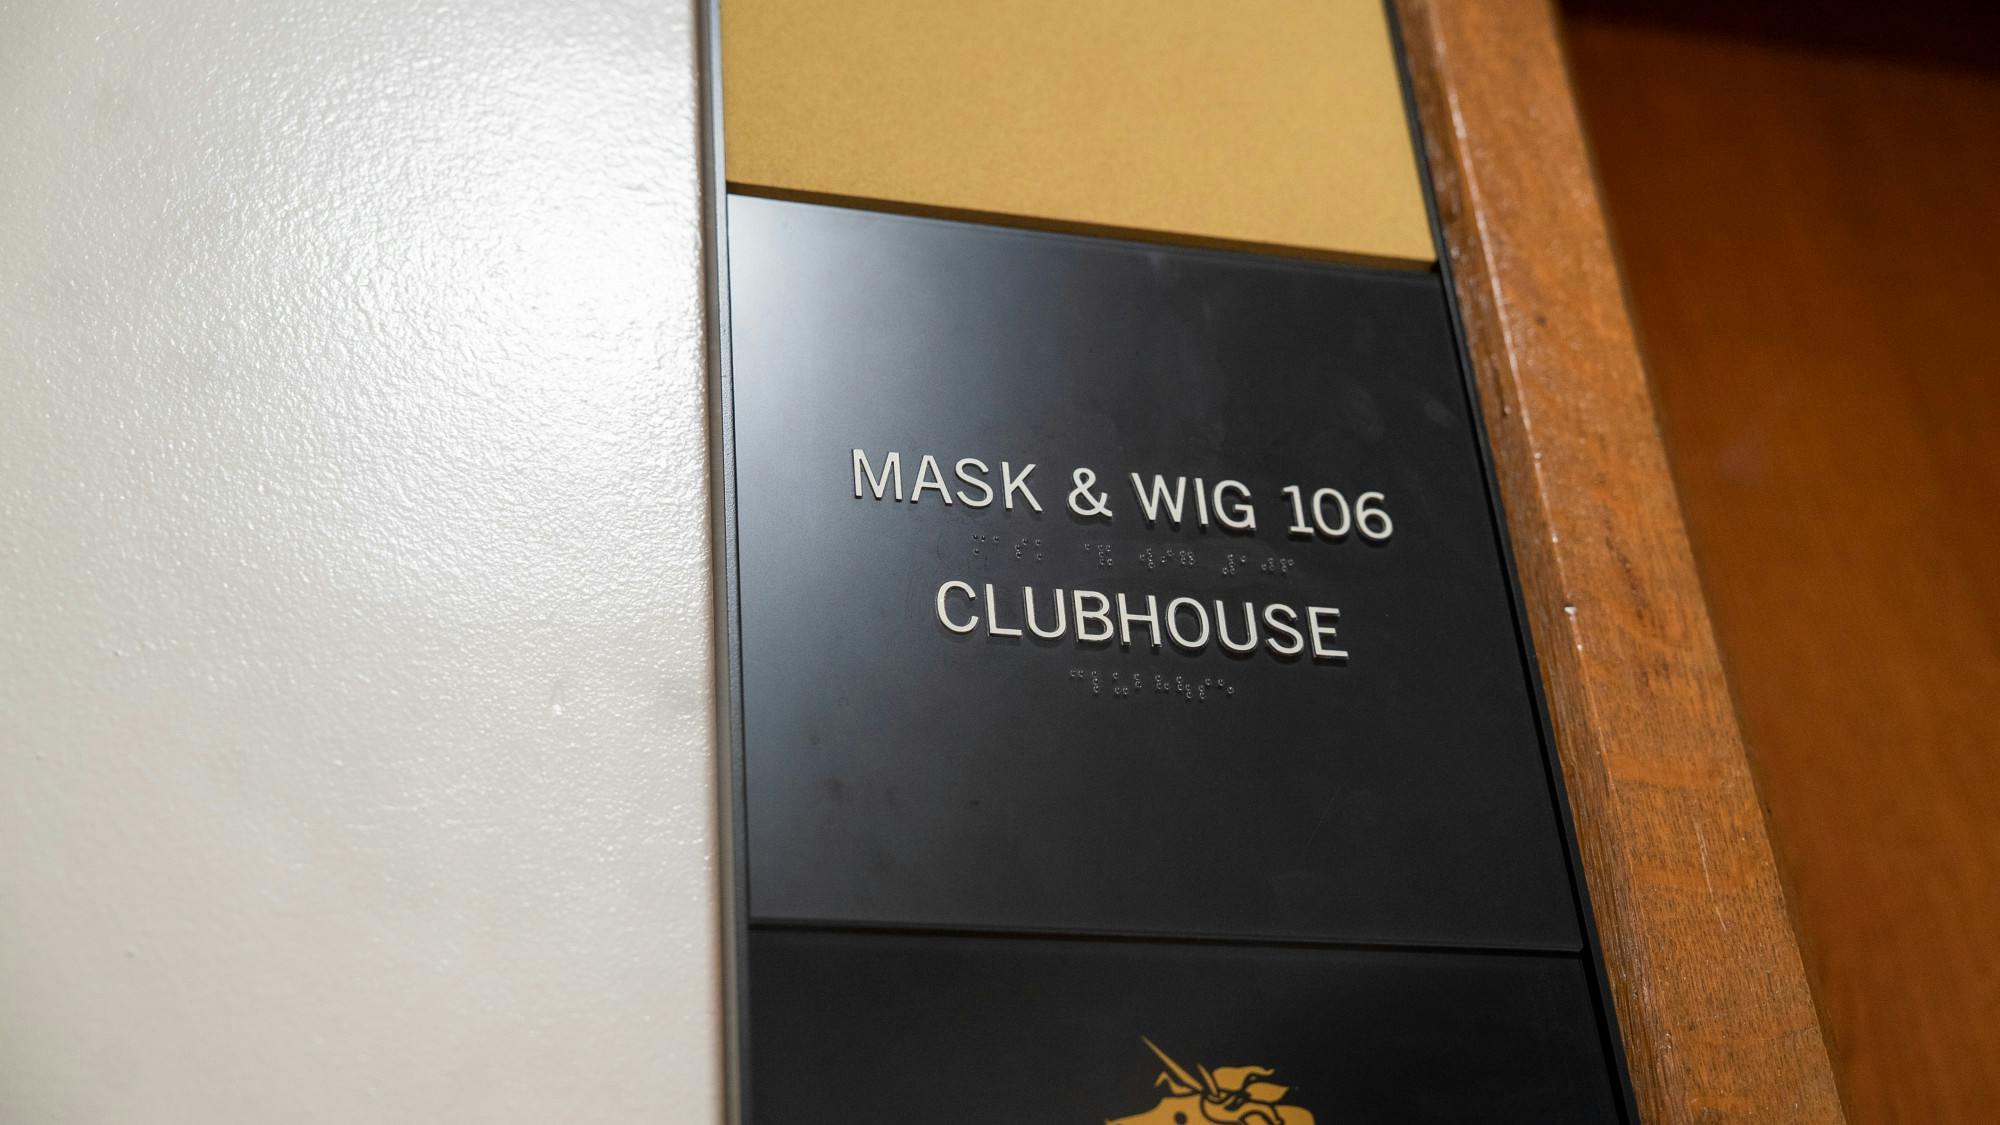 MASK & WIG 106
CLUBHOUSE